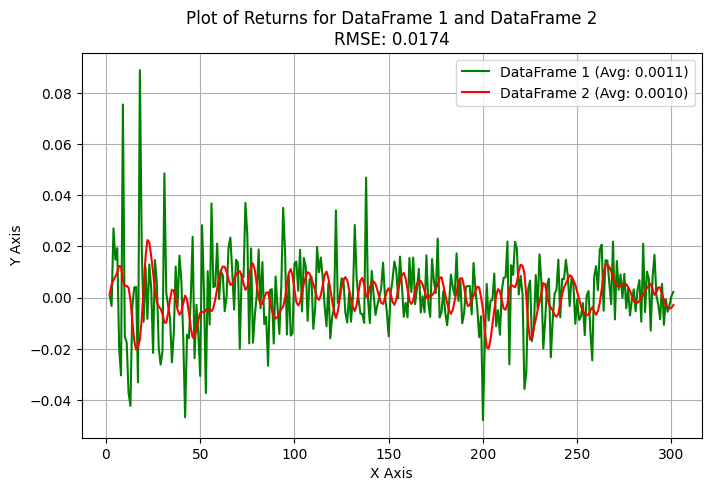 Plot of Returns for DataFrame 1 and DataFrame 2
RMSE: 0.0174
DataFrame 1 (Avg: 0.0011)
DataFrame 2 (Avg: 0.0010)
Y Axis
0.08
0.06
0.04
0.02
0.00
−0.02
−0.04
0
50
100
150
200
250
300
X Axis